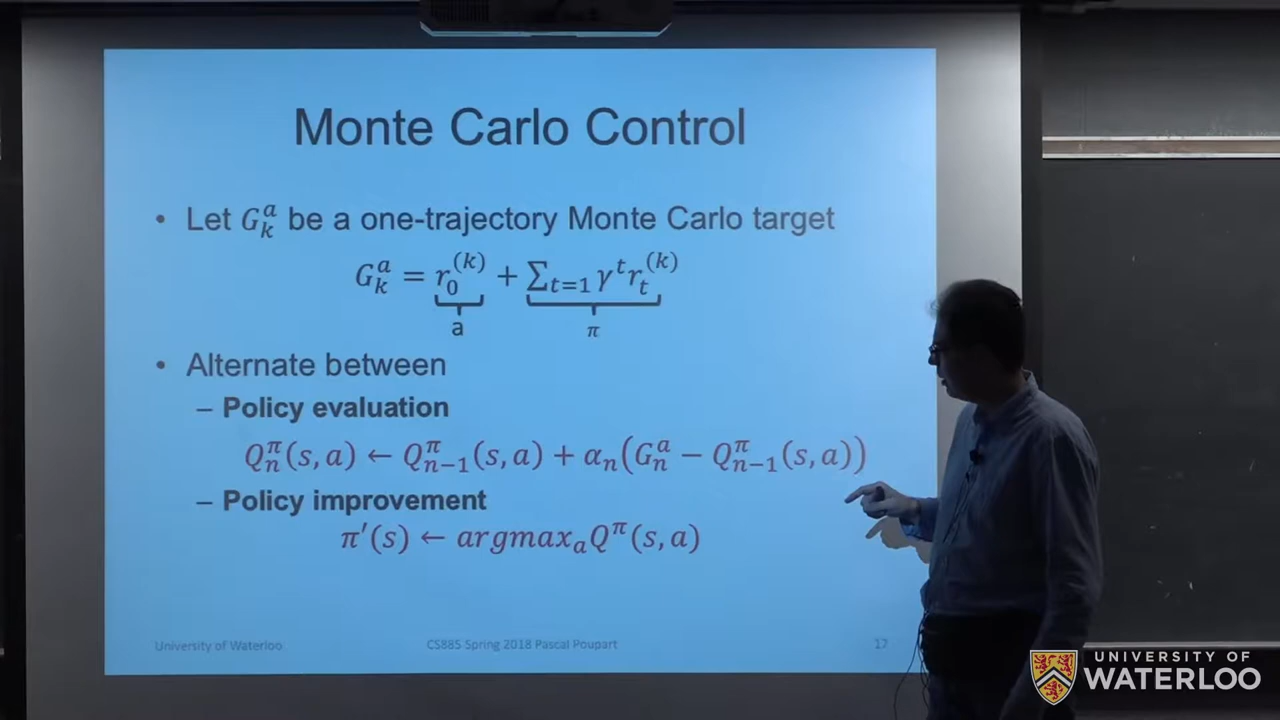 Monte Carlo Control
• Let G_k^a be a one-trajectory Monte Carlo target
G_k^a = r_0^(k) + ∑_{t=1} γ^t r_t^(k)
a π
• Alternate between
– Policy evaluation
Q_n^π(s, a) ← Q_{n−1}^π(s, a) + α_n(G_n^a − Q_{n−1}^π(s, a))
– Policy improvement
π′(s) ← argmax_a Q^π(s, a)
University of Waterloo CS885 Spring 2018 Pascal Poupart 17
UNIVERSITY OF
WATERLOO